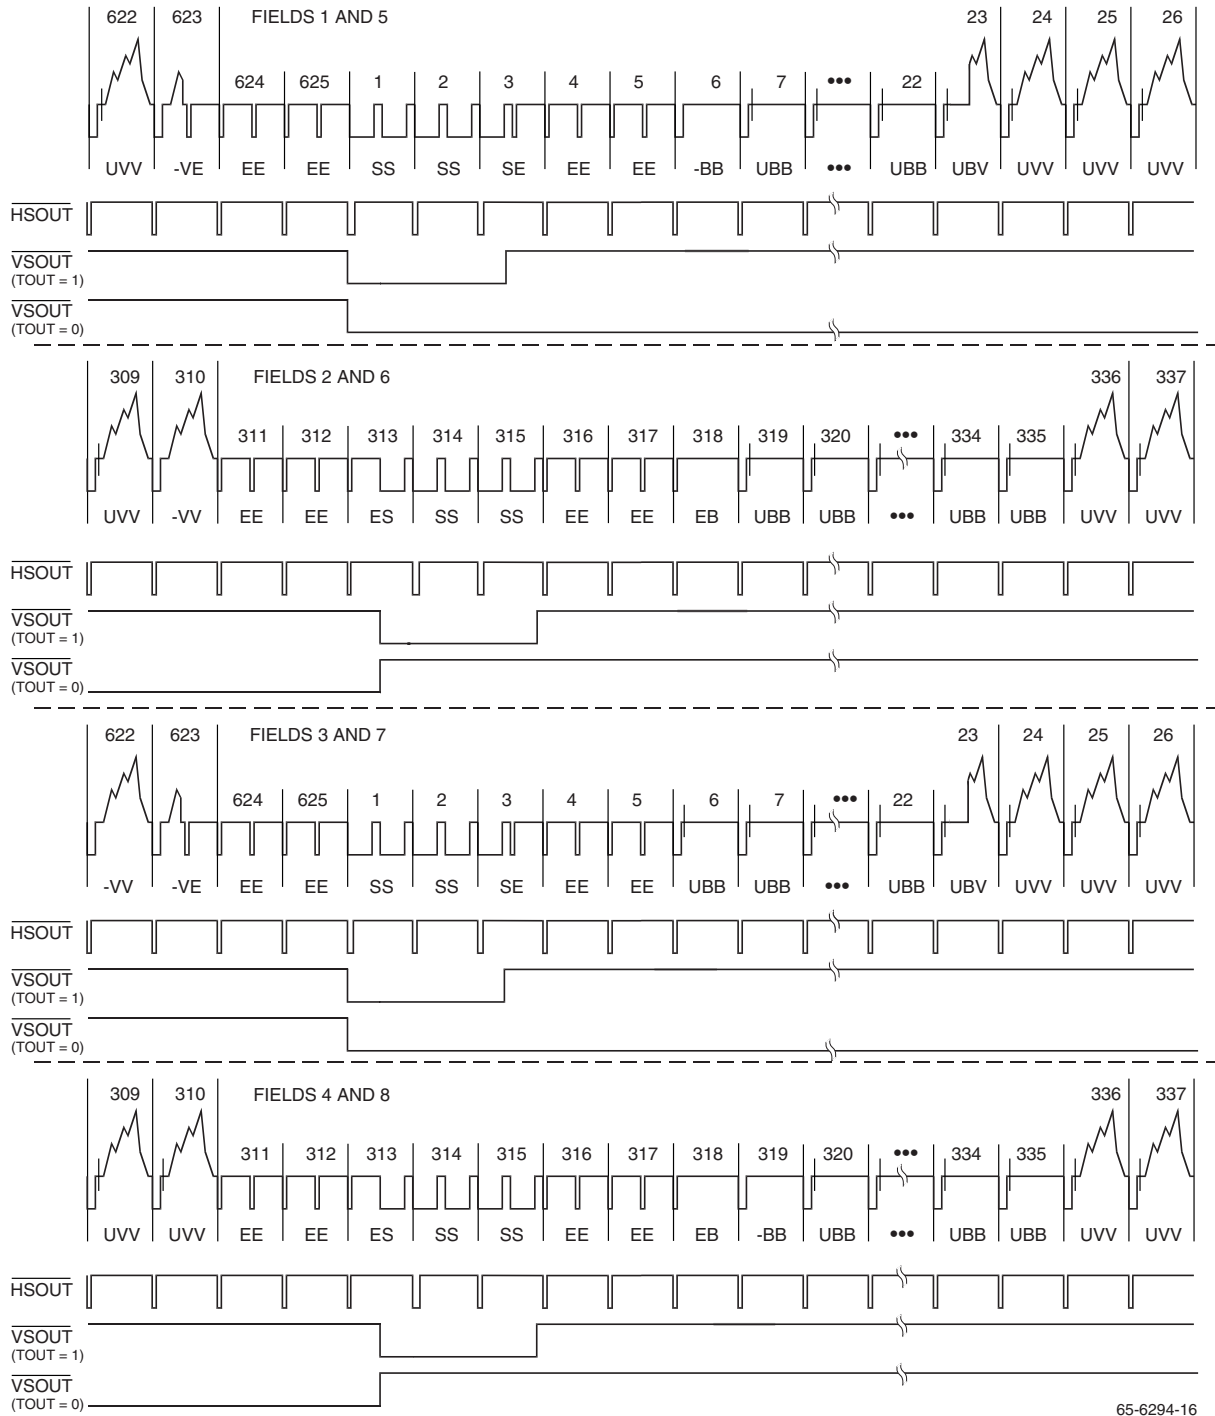 622 623 FIELDS 1 AND 5 23 24 25 26
624 625 1 2 3 4 5 6 7 ••• 22
UVV -VE EE EE SS SS SE EE EE -BB UBB ••• UBB UBV UVV UVV UVV
HSOUT
VSOUT
(TOUT = 1)
VSOUT
(TOUT = 0)
309 310 FIELDS 2 AND 6 336 337
311 312 313 314 315 316 317 318 319 320 ••• 334 335
UVV -VV EE EE ES SS SS EE EE EB UBB UBB ••• UBB UBB UVV UVV
HSOUT
VSOUT
(TOUT = 1)
VSOUT
(TOUT = 0)
622 623 FIELDS 3 AND 7 23 24 25 26
624 625 1 2 3 4 5 6 7 ••• 22
-VV -VE EE EE SS SS SE EE EE UBB UBB ••• UBB UBV UVV UVV UVV
HSOUT
VSOUT
(TOUT = 1)
VSOUT
(TOUT = 0)
309 310 FIELDS 4 AND 8 336 337
311 312 313 314 315 316 317 318 319 320 ••• 334 335
UVV UVV EE EE ES SS SS EE EE EB -BB UBB ••• UBB UBB UVV UVV
HSOUT
VSOUT
(TOUT = 1)
VSOUT
(TOUT = 0)
65-6294-16